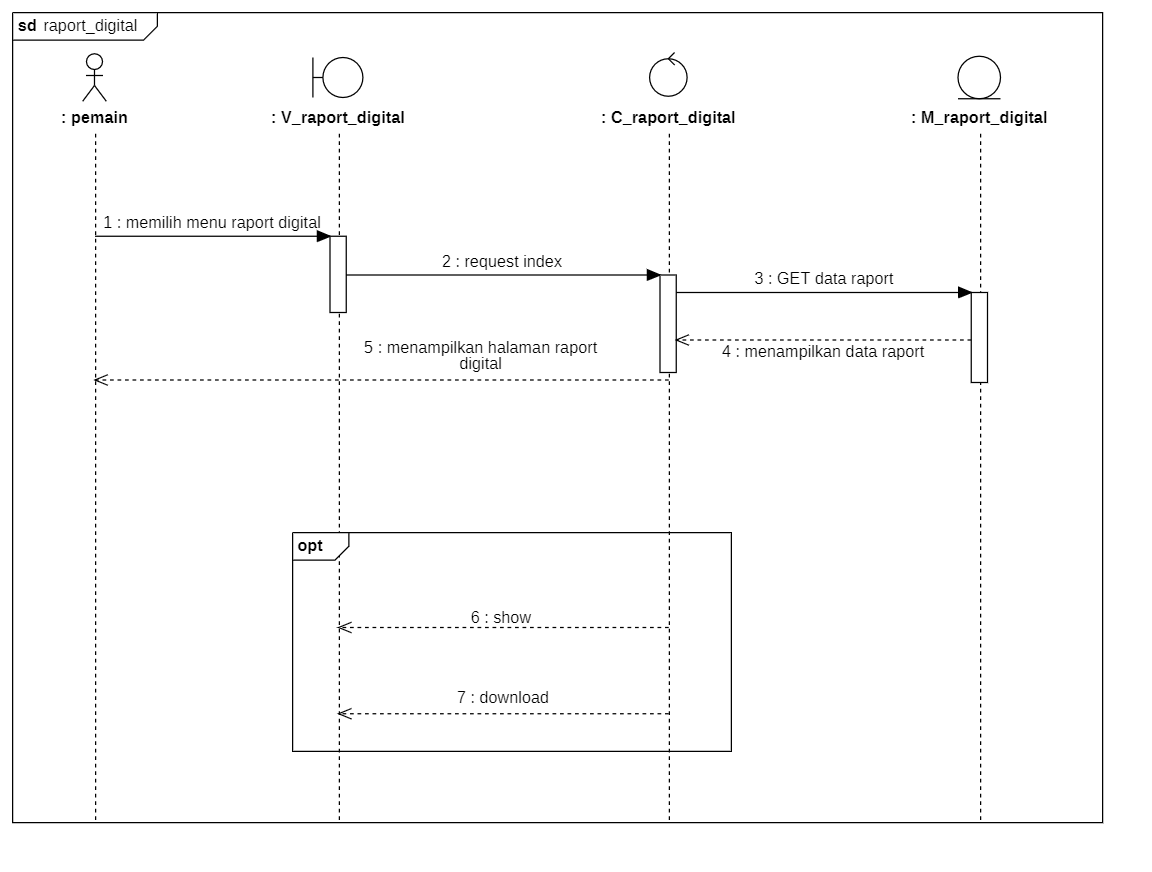 sd raport_digital
: pemain
: V_raport_digital
: C_raport_digital
: M_raport_digital
1 : memilih menu raport digital
2 : request index
3 : GET data raport
4 : menampilkan data raport
5 : menampilkan halaman raport
digital
opt
6 : show
7 : download